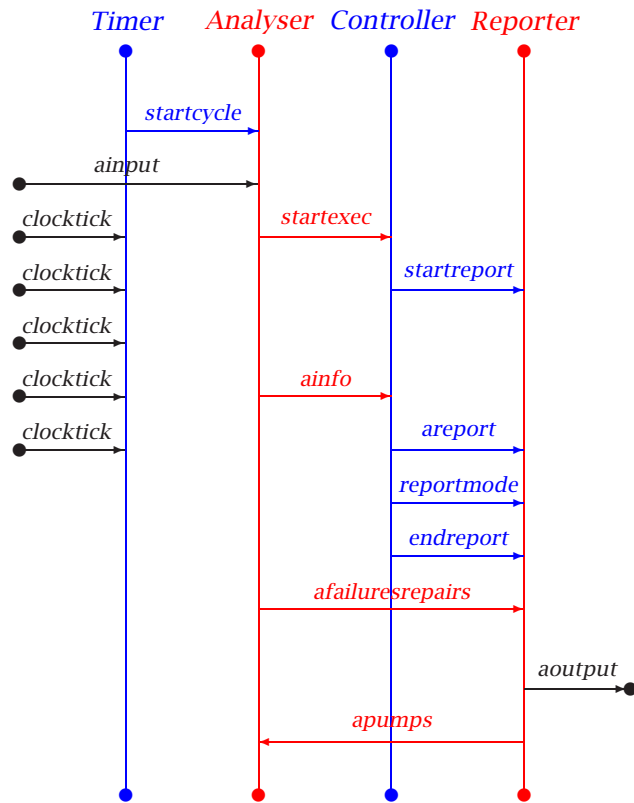 Timer Analyser Controller Reporter
startcycle
ainput
clocktick startexec
clocktick startreport
clocktick
clocktick ainfo
clocktick areport
reportmode
endreport
afailuresrepairs
aoutput
apumps